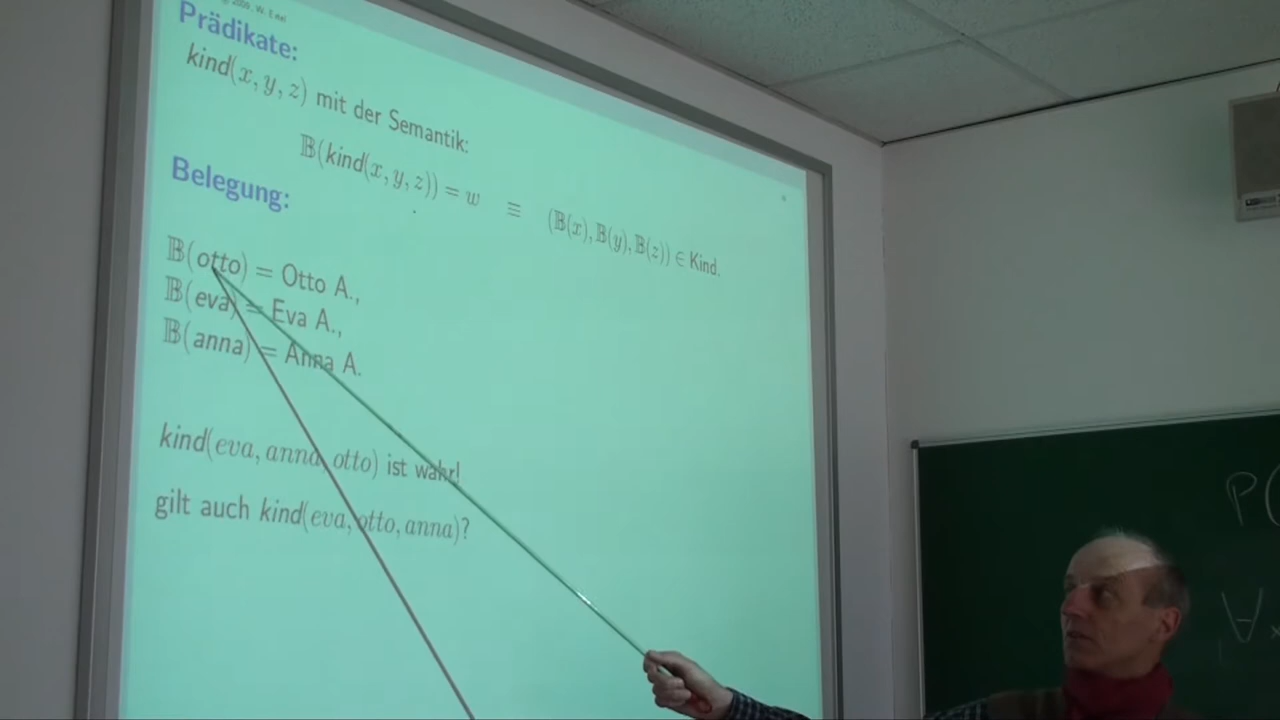 Prädikate:
kind(x, y, z) mit der Semantik:
𝔹(kind(x, y, z)) = w ≡ (𝔹(x), 𝔹(y), 𝔹(z)) ∈ Kind.
Belegung:
𝔹(otto) = Otto A.,
𝔹(eva) = Eva A.,
𝔹(anna) = Anna A.
kind(eva, anna, otto) ist wahr!
gilt auch kind(eva, otto, anna)?
P(
∀x